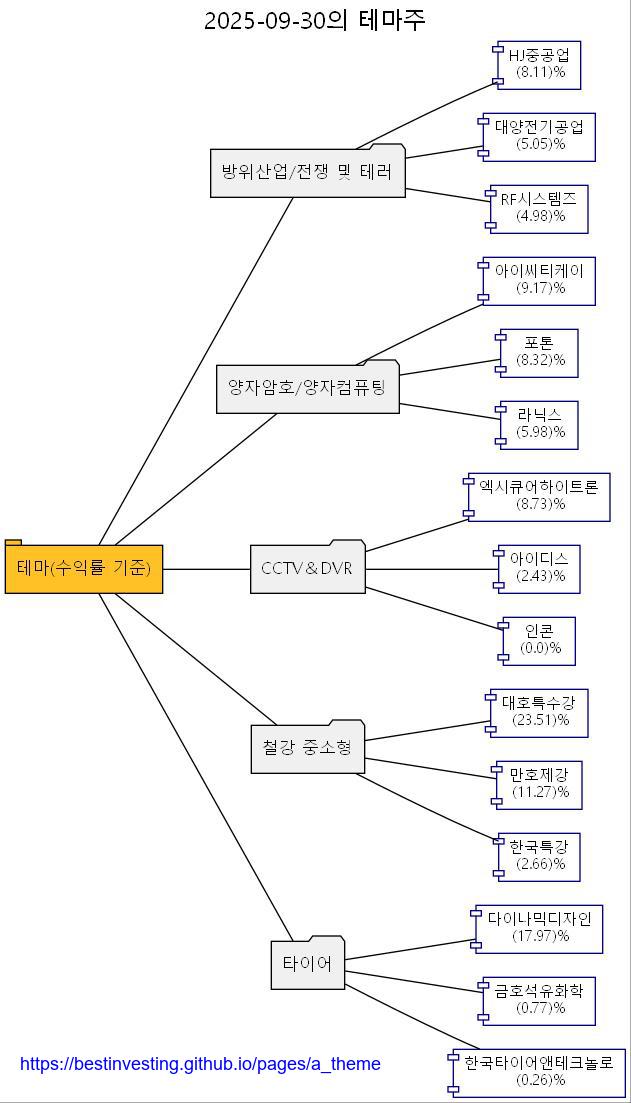 2025-09-30의 테마주
HJ중공업
(8.11)%
대양전기공업
(5.05)%
방위산업/전쟁 및 테러
RF시스템즈
(4.98)%
아이씨티케이
(9.17)%
포톤
(8.32)%
양자암호/양자컴퓨팅
라닉스
(5.98)%
엑시큐어하이트론
(8.73)%
테마(수익률 기준)
CCTV&DVR
아이디스
(2.43)%
인콘
(0.0)%
대호특수강
(23.51)%
철강 중소형
만호제강
(11.27)%
한국특강
(2.66)%
다이나믹디자인
(17.97)%
타이어
금호석유화학
(0.77)%
한국타이어앤테크놀로
(0.26)%
https://bestinvesting.github.io/pages/a_theme